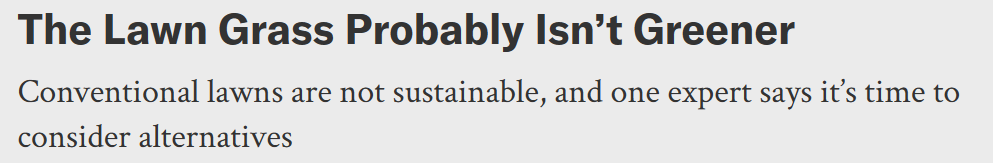 The Lawn Grass Probably Isn’t Greener
Conventional lawns are not sustainable, and one expert says it’s time to
consider alternatives